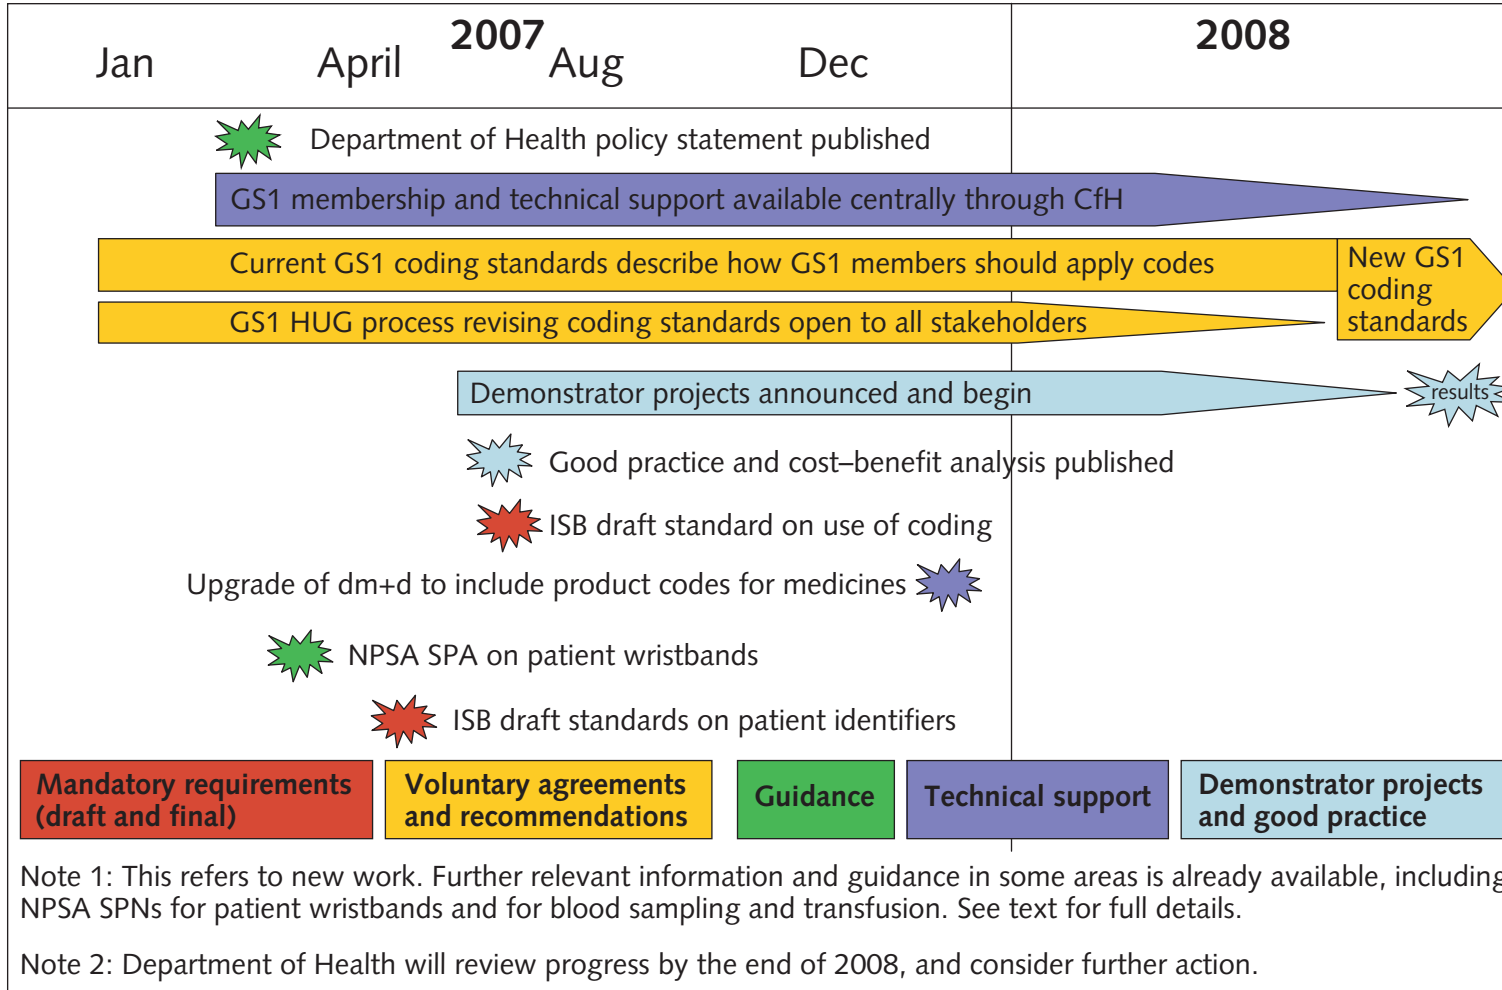 2007
2008
Jan
April
Aug
Dec
Department of Health policy statement published
GS1 membership and technical support available centrally through CfH
Current GS1 coding standards describe how GS1 members should apply codes
New GS1
coding
standards
GS1 HUG process revising coding standards open to all stakeholders
Demonstrator projects announced and begin
results
Good practice and cost–benefit analysis published
ISB draft standard on use of coding
Upgrade of dm+d to include product codes for medicines
NPSA SPA on patient wristbands
ISB draft standards on patient identifiers
Mandatory requirements
(draft and final)
Voluntary agreements
and recommendations
Guidance
Technical support
Demonstrator projects
and good practice
Note 1: This refers to new work. Further relevant information and guidance in some areas is already available, including
NPSA SPNs for patient wristbands and for blood sampling and transfusion. See text for full details.
Note 2: Department of Health will review progress by the end of 2008, and consider further action.